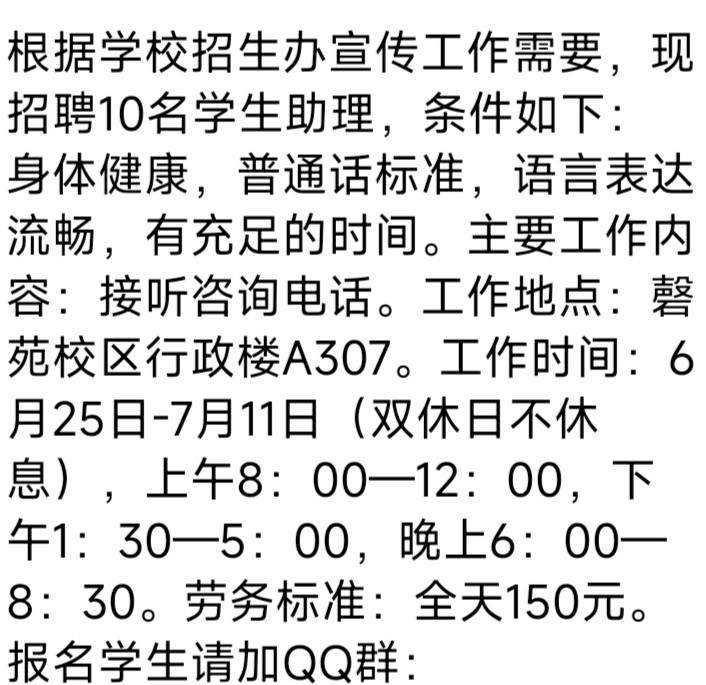 根据学校招生办宣传工作需要，现
招聘10名学生助理，条件如下：
身体健康，普通话标准，语言表达
流畅，有充足的时间。主要工作内
容：接听咨询电话。工作地点：磬
苑校区行政楼A307。工作时间：6
月25日-7月11日（双休日不休
息），上午8：00—12：00，下
午1：30—5：00，晚上6：00—
8：30。劳务标准：全天150元。
报名学生请加QQ群：